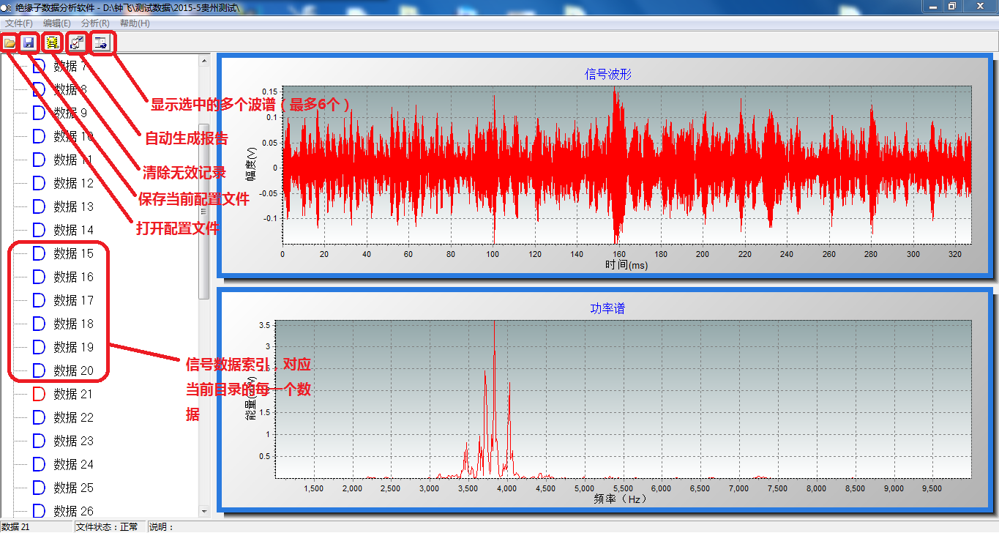 绝缘子数据分析软件 - D:\钟飞\测试数据\2015-5贵州测试\
文件(F) 编辑(E) 分析(R) 帮助(H)
数据 7
数据 8
数据 9
数据 10
数据 11
数据 12
数据 13
数据 14
数据 15
数据 16
数据 17
数据 18
数据 19
数据 20
数据 21
数据 22
数据 23
数据 24
数据 25
数据 26
显示选中的多个波谱（最多6个）
自动生成报告
清除无效记录
保存当前配置文件
打开配置文件
信号数据索引，对应
当前目录的每一个数
据
信号波形
幅度(V)
0.15
0.1
0.05
0
-0.05
-0.1
0 20 40 60 80 100 120 140 160 180 200 220 240 260 280 300 320
时间(ms)
功率谱
能量
3.5
3
1.5
1
0.5
1,500 2,000 2,500 3,000 3,500 4,000 4,500 5,000 5,500 6,000 6,500 7,000 7,500 8,000 8,500 9,000 9,500
频率（Hz）
数据 21 文件状态：正常 说明：